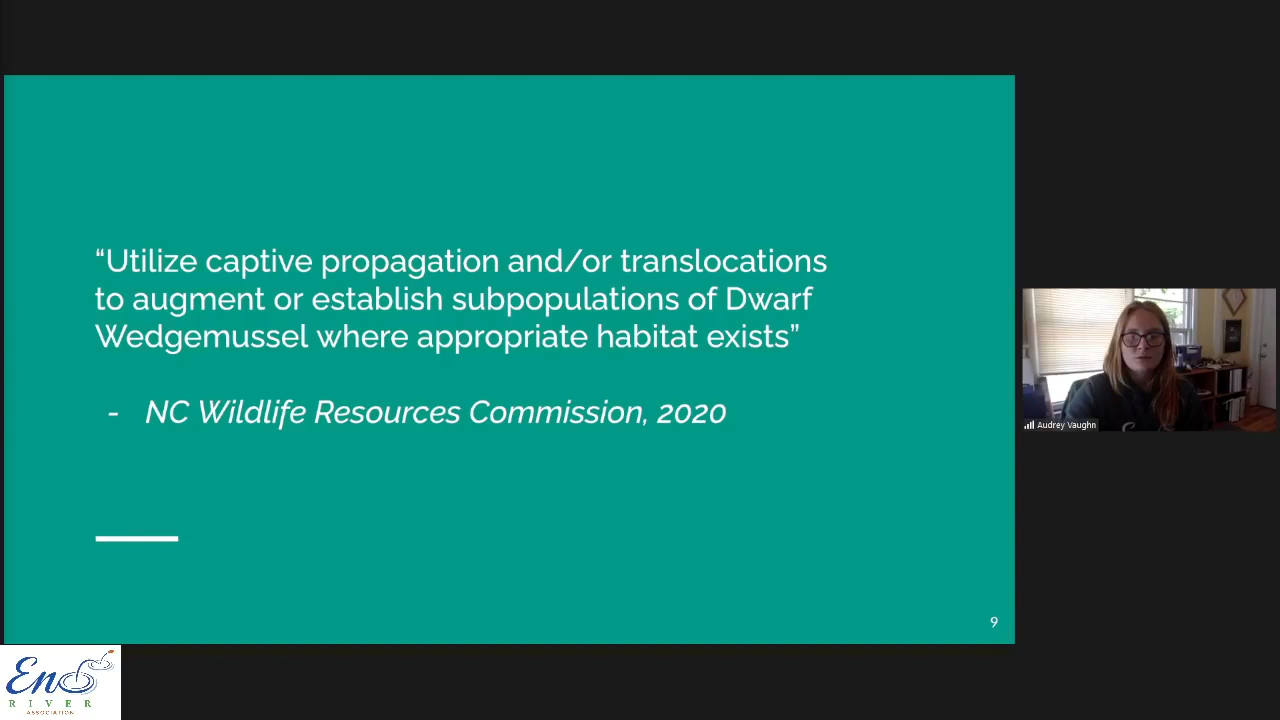 “Utilize captive propagation and/or translocations
to augment or establish subpopulations of Dwarf
Wedgemussel where appropriate habitat exists”
- NC Wildlife Resources Commission, 2020
9
Audrey Vaughn
Eno
RIVER
ASSOCIATION